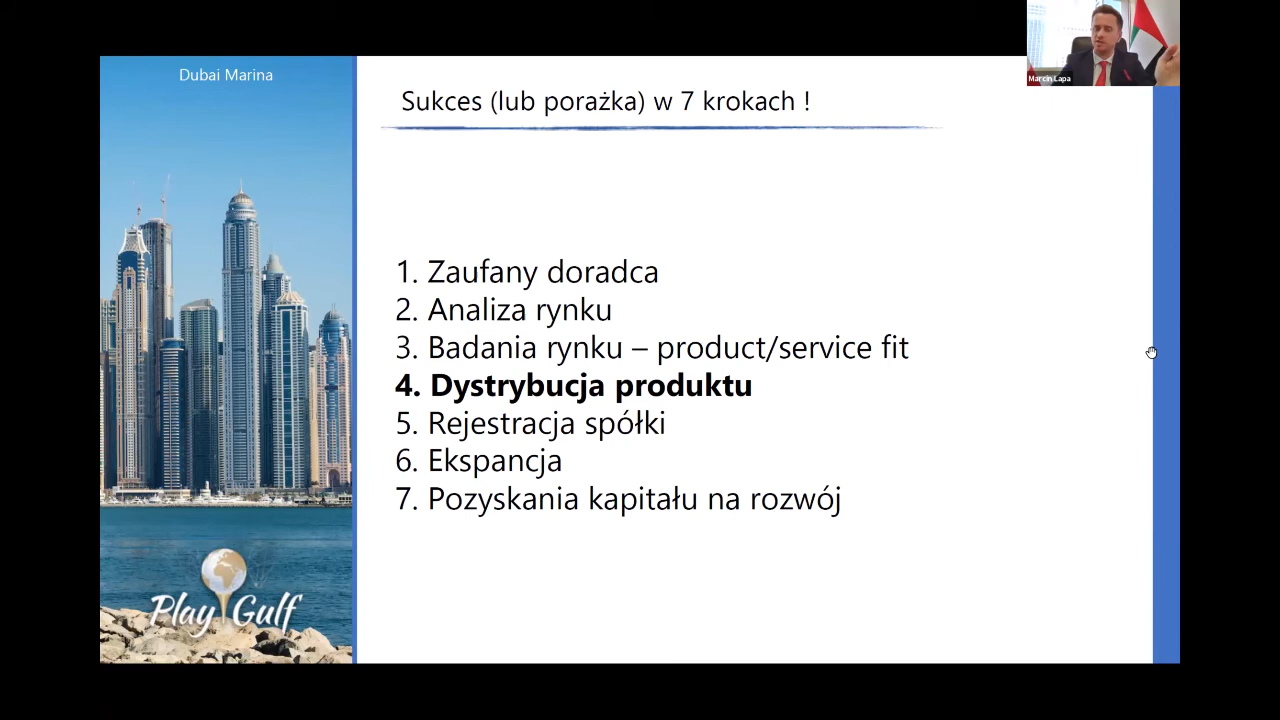 Dubai Marina
Sukces (lub porażka) w 7 krokach !
Marcin Lapa
1. Zaufany doradca
2. Analiza rynku
3. Badania rynku – product/service fit
4. Dystrybucja produktu
5. Rejestracja spółki
6. Ekspancja
7. Pozyskania kapitału na rozwój
Play Gulf